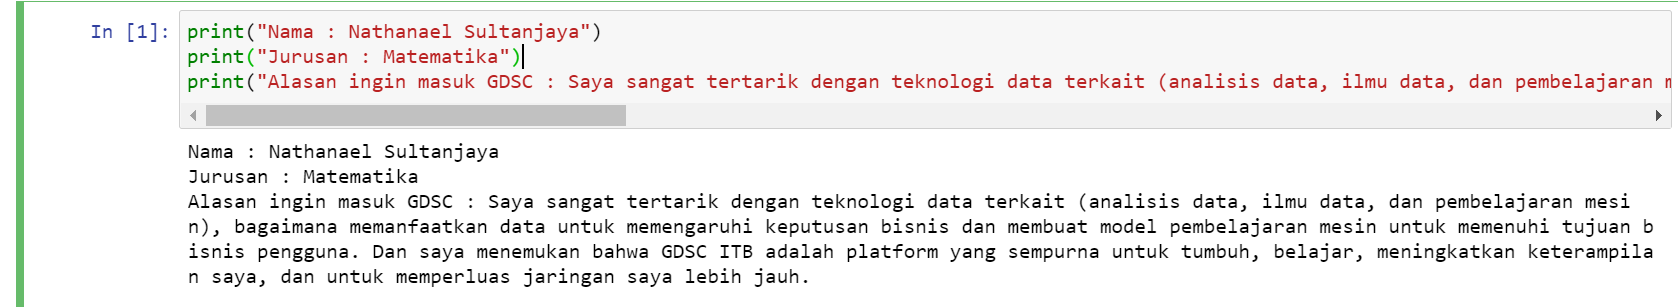 In [1]: print("Nama : Nathanael Sultanjaya")
print("Jurusan : Matematika")
print("Alasan ingin masuk GDSC : Saya sangat tertarik dengan teknologi data terkait (analisis data, ilmu data, dan pembelajaran
Nama : Nathanael Sultanjaya
Jurusan : Matematika
Alasan ingin masuk GDSC : Saya sangat tertarik dengan teknologi data terkait (analisis data, ilmu data, dan pembelajaran mesi
n), bagaimana memanfaatkan data untuk memengaruhi keputusan bisnis dan membuat model pembelajaran mesin untuk memenuhi tujuan b
isnis pengguna. Dan saya menemukan bahwa GDSC ITB adalah platform yang sempurna untuk tumbuh, belajar, meningkatkan keterampila
n saya, dan untuk memperluas jaringan saya lebih jauh.